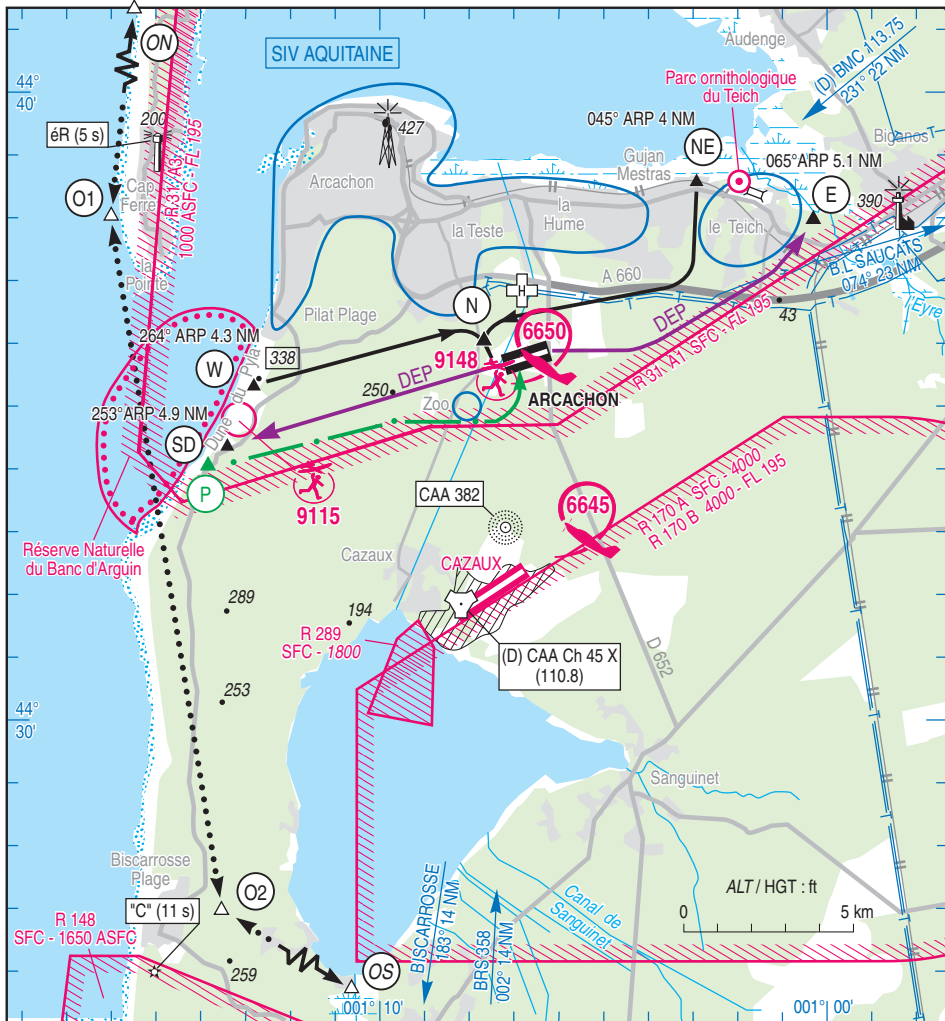 ON
SIV AQUITAINE
Audenge
(D) BMC 113.75
231° 22 NM
44°
40'
200
éR (5 s)
427
Parc ornithologique
du Teich
045° ARP 4 NM
NE
Biganos
065° ARP 5.1 NM
E
390
Gujan
Mestras
Arcachon
R 31 A3
1000 ASFC - FL 195
O1
Cap
Ferret
la Teste
la
Hume
le Teich
B.L SAUCATS
074° 23 NM
l'Eyre
la
Pointe
A 660
N
H
43
Pilat Plage
DEP
264° ARP 4.3 NM
W
338
6650
9148
R 31 A1 SFC - FL 195
DEP
250
ARCACHON
253° ARP 4.9 NM
SD
Dune du Pyla
Zoo
P
9115
CAA 382
6645
R 170 A SFC - 4000
R 170 B 4000 - FL 195
Réserve Naturelle
du Banc d'Arguin
Cazaux
CAZAUX
289
194
R 289
SFC - 1800
(D) CAA Ch 45 X
(110.8)
D 652
253
44°
30'
Sanguinet
Biscarrosse
Plage
O2
"C" (11 s)
ALT / HGT : ft
0
5 km
R 148
SFC - 1650 ASFC
259
OS
BISCARROSSE
183° 14 NM
BRS 358
002° 14 NM
Canal de
Sanguinet
001° 10'
001° 00'